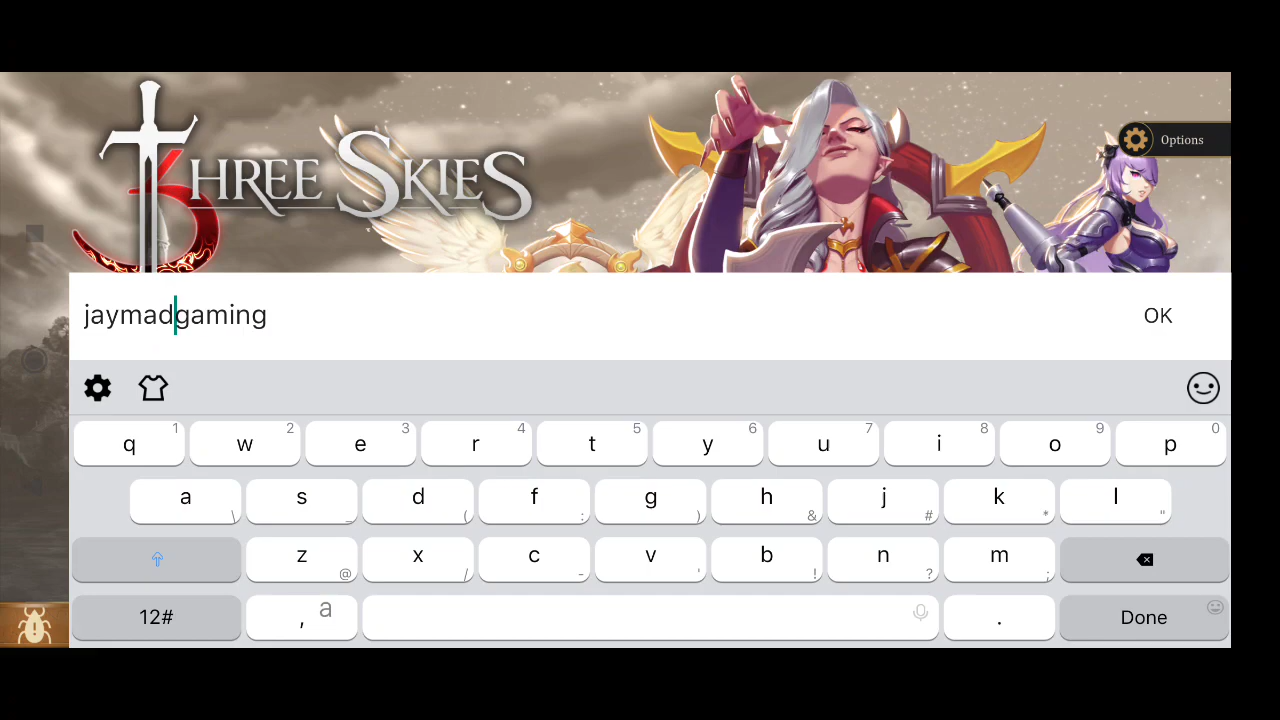 THREE SKIES
Options
jaymadgaming
OK
q 1 w 2 e 3 r 4 t 5 y 6 u 7 i 8 o 9 p 0
a \ s _ d ( f : g ) h & j # k * l "
z @ x / c - v ' b ! n ? m ;
12# , a . Done